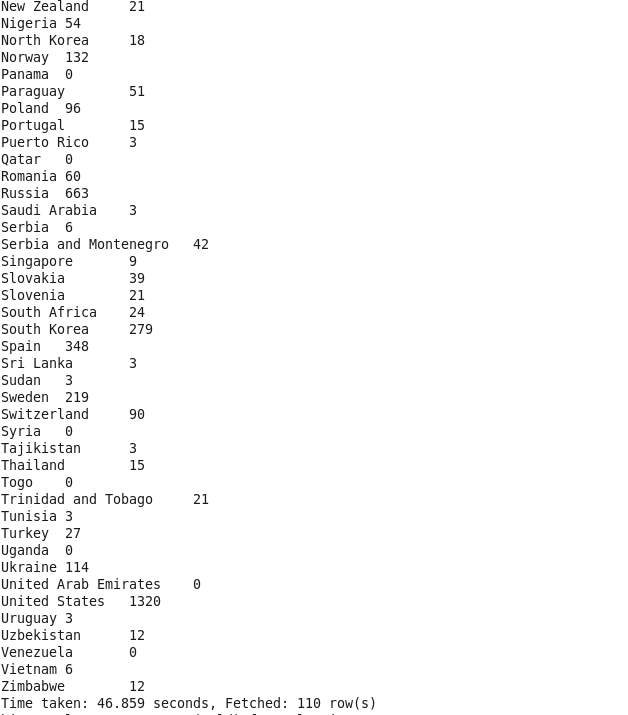 New Zealand	21
Nigeria	54
North Korea	18
Norway	132
Panama	0
Paraguay	51
Poland	96
Portugal	15
Puerto Rico	3
Qatar	0
Romania	60
Russia	663
Saudi Arabia	3
Serbia	6
Serbia and Montenegro	42
Singapore	9
Slovakia	39
Slovenia	21
South Africa	24
South Korea	279
Spain	348
Sri Lanka	3
Sudan	3
Sweden	219
Switzerland	90
Syria	0
Tajikistan	3
Thailand	15
Togo	0
Trinidad and Tobago	21
Tunisia	3
Turkey	27
Uganda	0
Ukraine	114
United Arab Emirates	0
United States	1320
Uruguay	3
Uzbekistan	12
Venezuela	0
Vietnam	6
Zimbabwe	12
Time taken: 46.859 seconds, Fetched: 110 row(s)